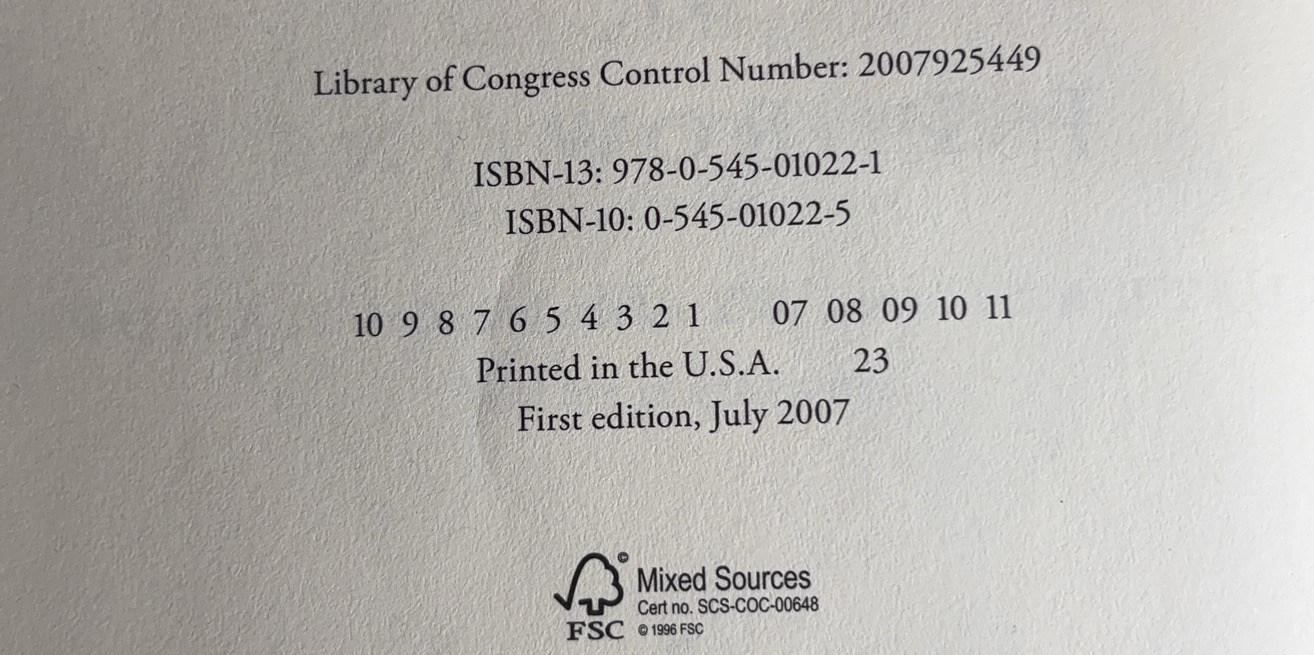 Library of Congress Control Number: 2007925449
ISBN-13: 978-0-545-01022-1
ISBN-10: 0-545-01022-5
10 9 8 7 6 5 4 3 2 1 07 08 09 10 11
Printed in the U.S.A. 23
First edition, July 2007
©
Mixed Sources
Cert no. SCS-COC-00648
FSC © 1996 FSC